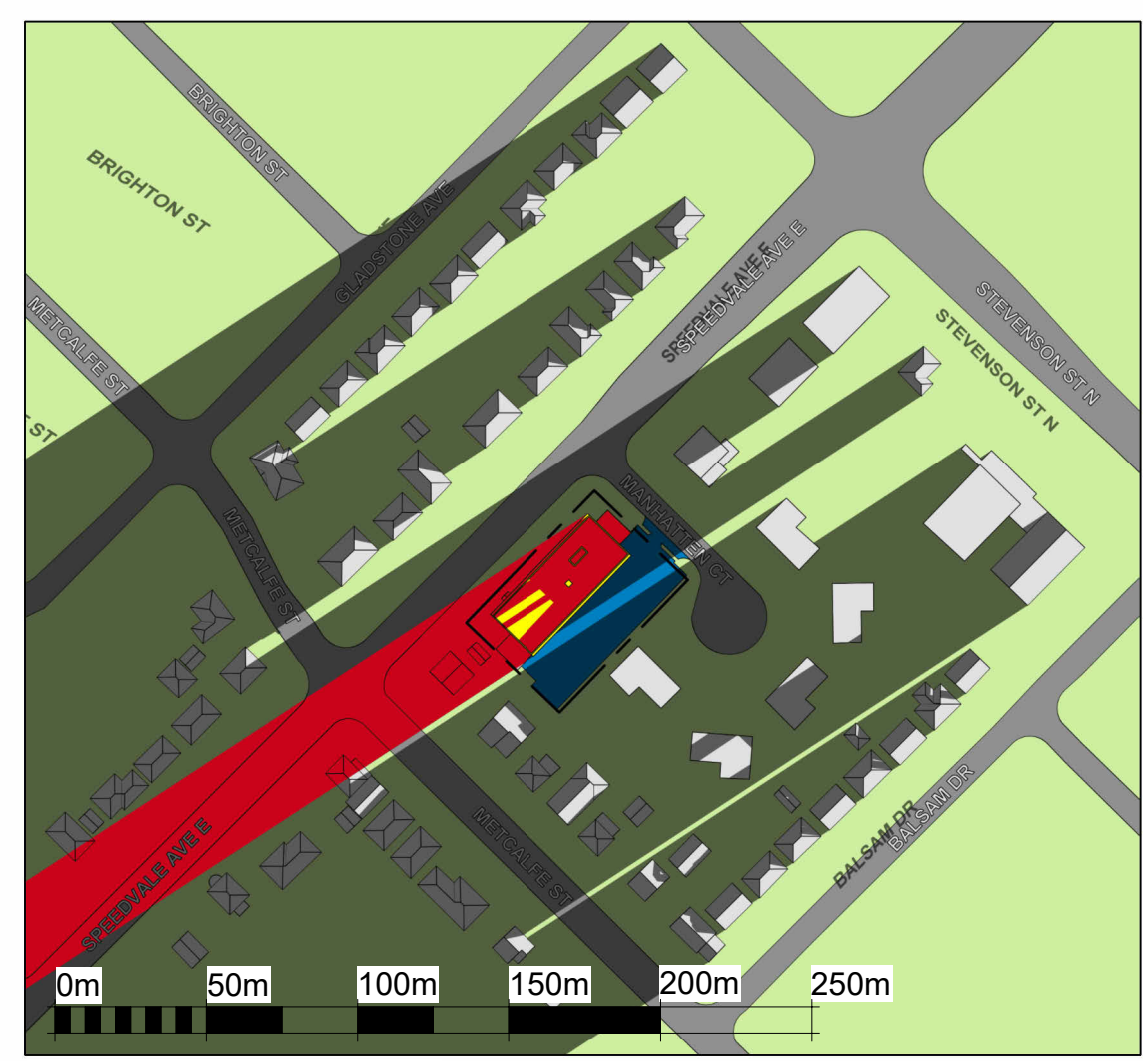 BRIGHTON ST
BRIGHTON ST
GLADSTONE AVE
METCALFE ST
ST
SPEEDVALE AVE E
SPEEDVALE AVE E
STEVENSON ST N
STEVENSON ST N
METCALFE ST
MANHATTEN CT
SPEEDVALE AVE E
METCALFE ST
BALSAM DR
BALSAM DR
0m 50m 100m 150m 200m 250m